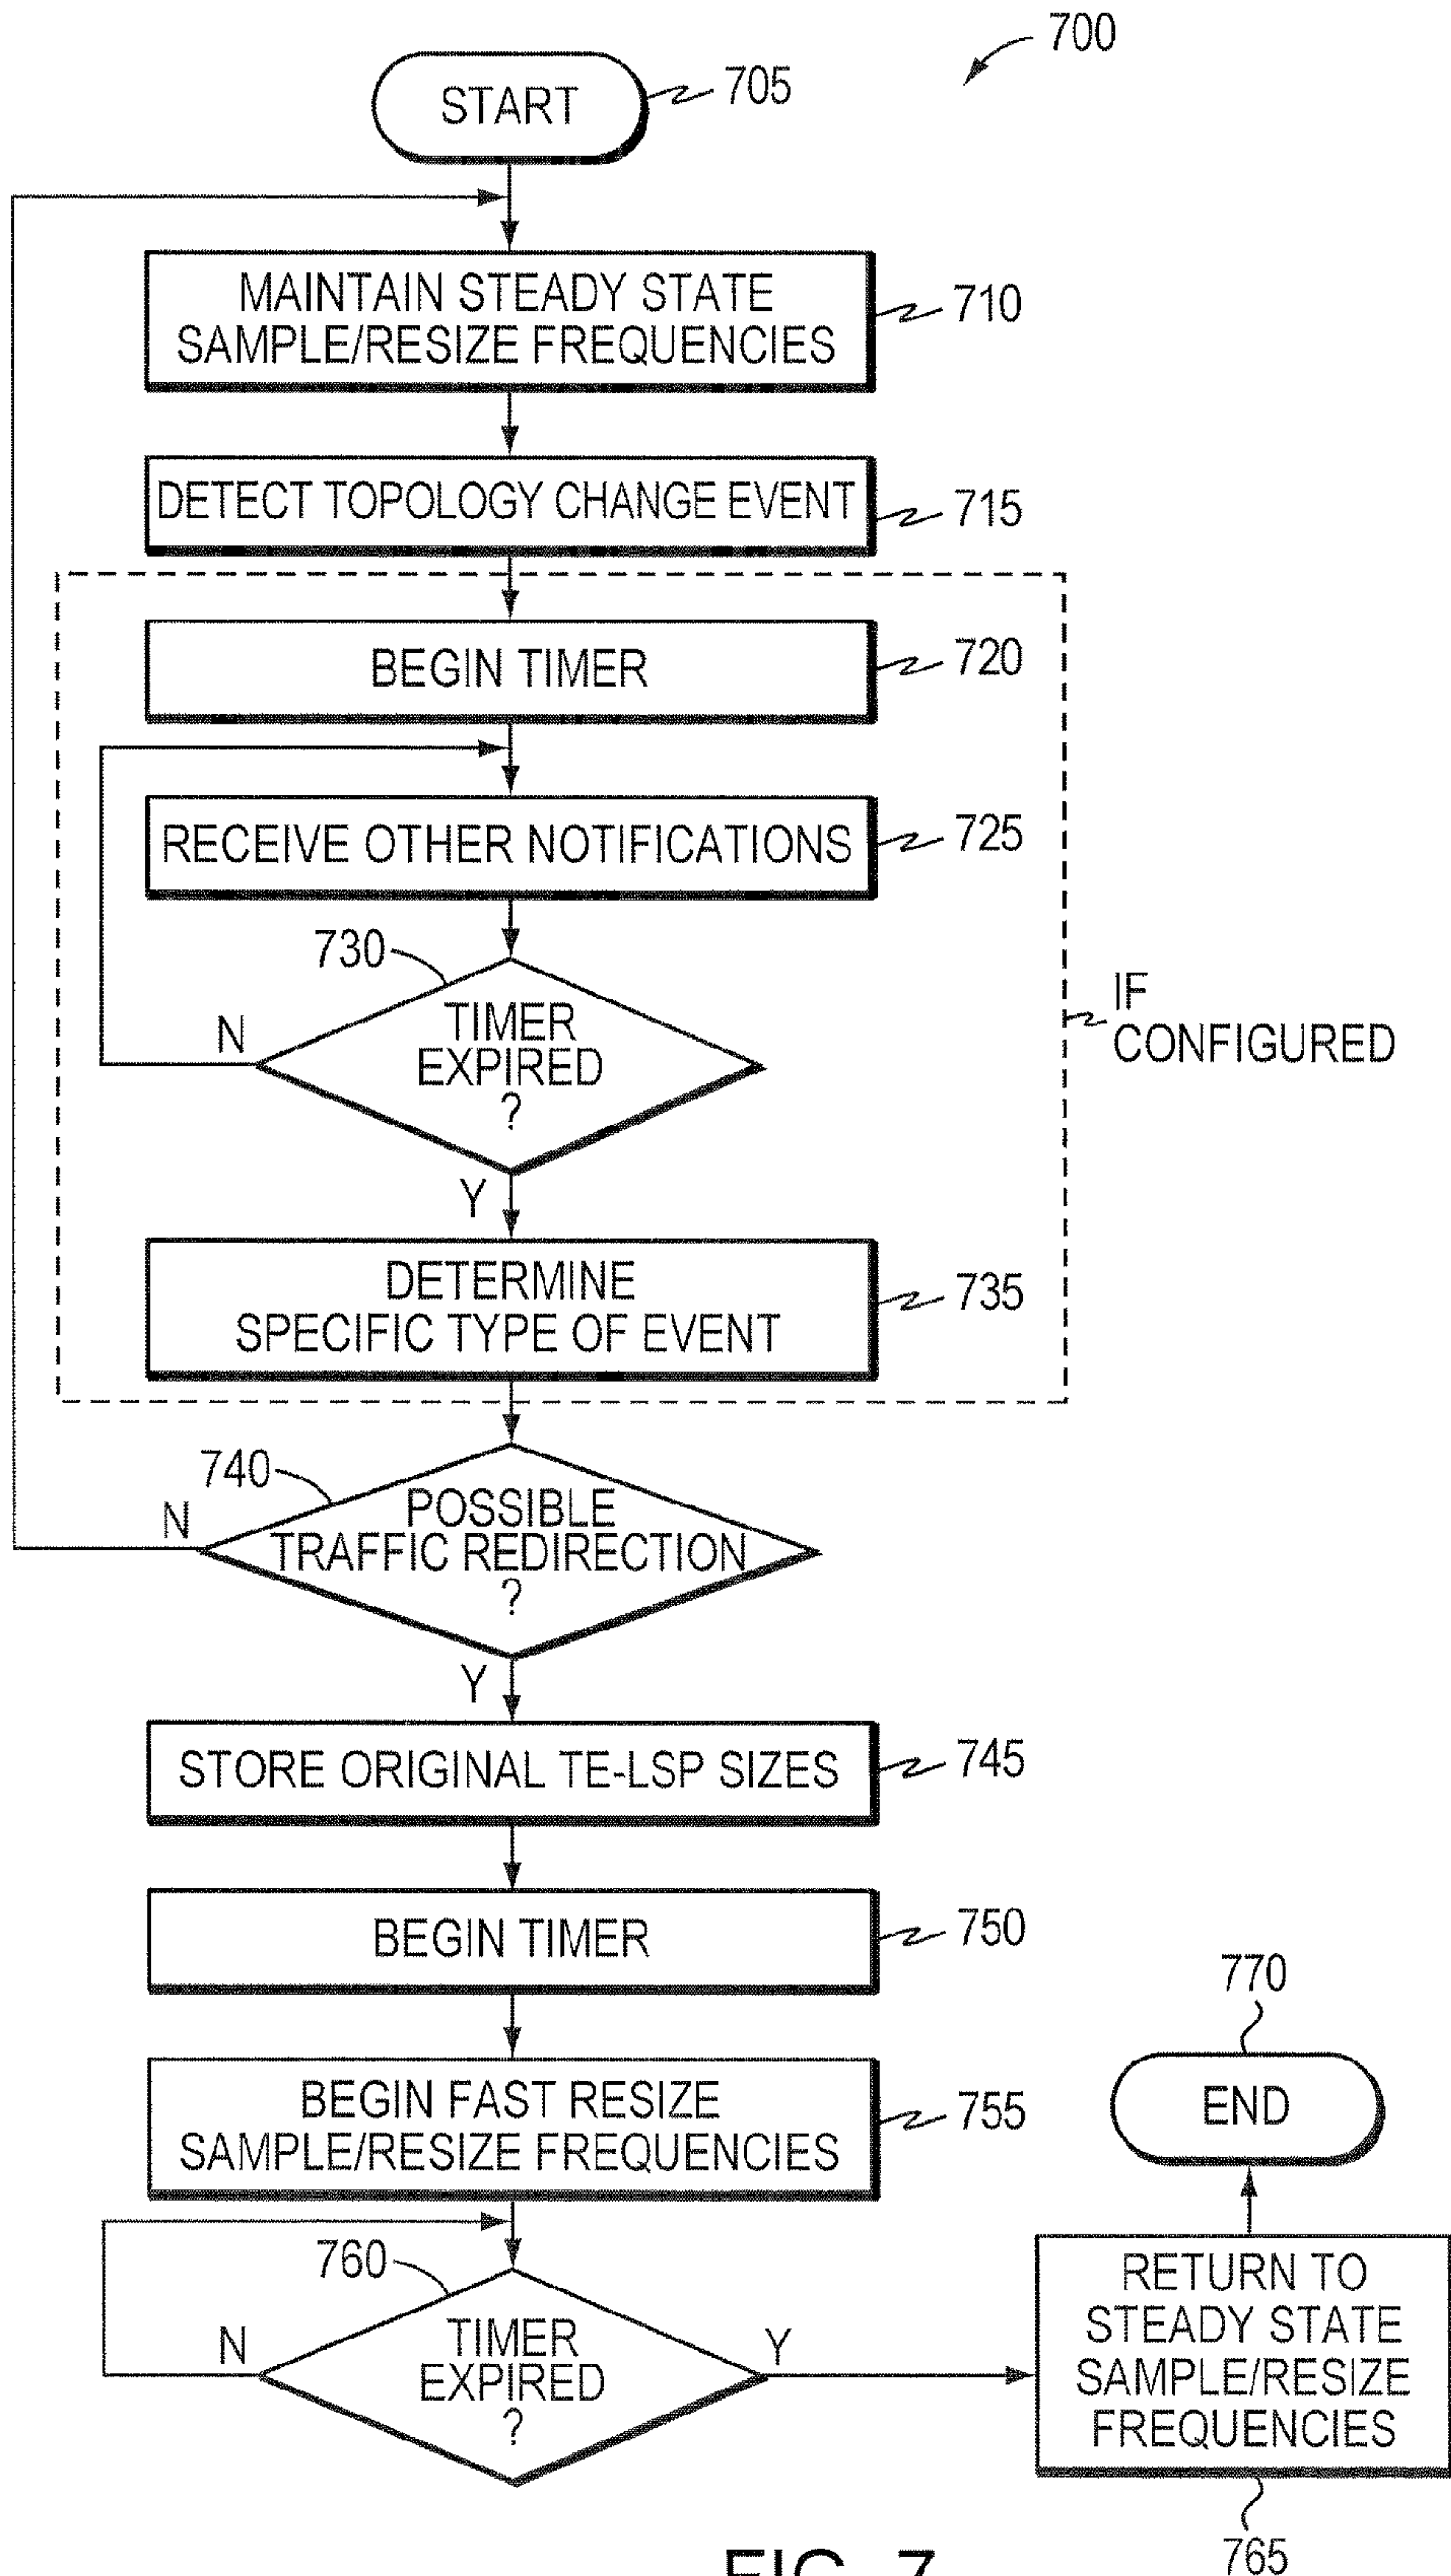 700
START
705
MAINTAIN STEADY STATE
SAMPLE/RESIZE FREQUENCIES
710
DETECT TOPOLOGY CHANGE EVENT
715
BEGIN TIMER
720
RECEIVE OTHER NOTIFICATIONS
725
730
TIMER
EXPIRED
?
N
Y
IF
CONFIGURED
DETERMINE
SPECIFIC TYPE OF EVENT
735
740
POSSIBLE
TRAFFIC REDIRECTION
?
N
Y
STORE ORIGINAL TE-LSP SIZES
745
BEGIN TIMER
750
BEGIN FAST RESIZE
SAMPLE/RESIZE FREQUENCIES
755
760
TIMER
EXPIRED
?
N
Y
770
END
RETURN TO
STEADY STATE
SAMPLE/RESIZE
FREQUENCIES
765
FIG. 7